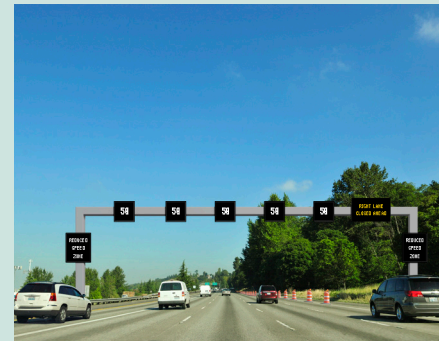 50
50
50
50
50
RIGHT LANE
CLOSED AHEAD
REDUCED
SPEED
ZONE
REDUCED
SPEED
ZONE